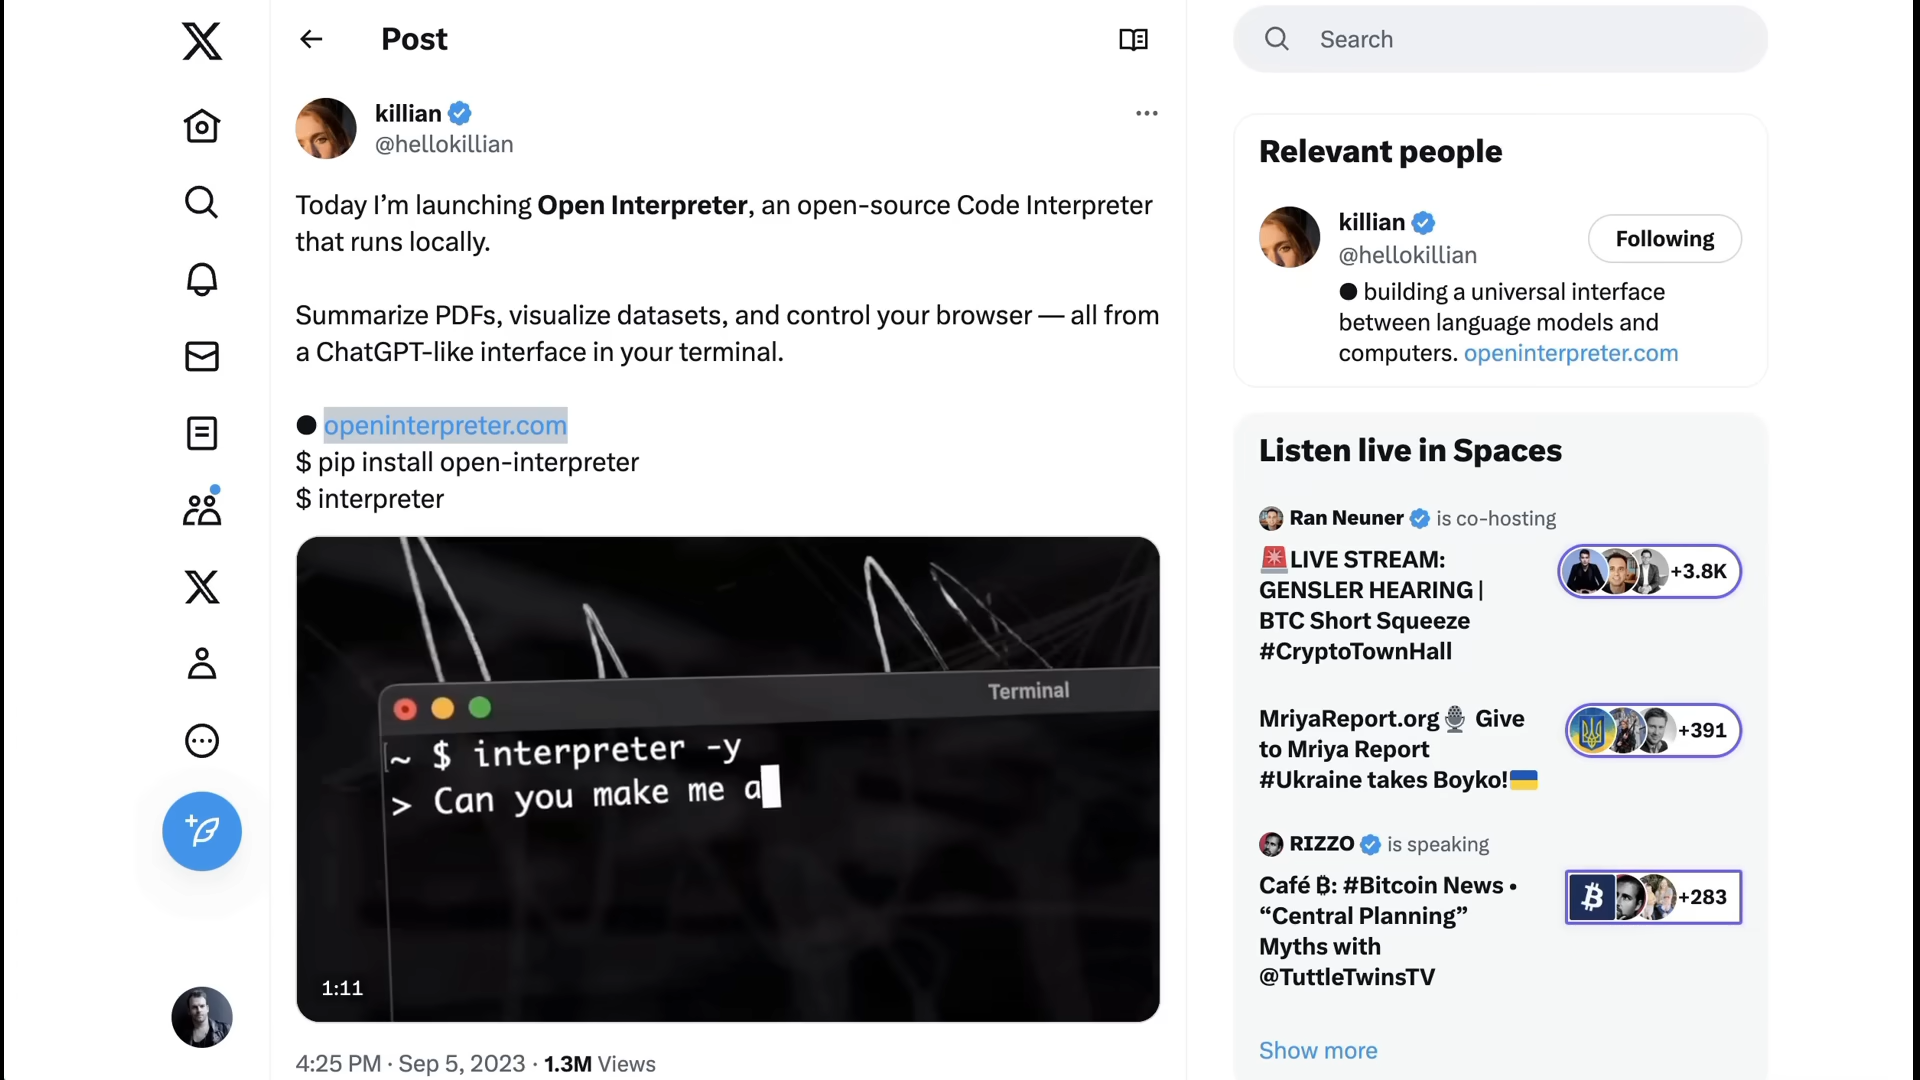 Post
killian
@hellokillian
Today I’m launching Open Interpreter, an open-source Code Interpreter
that runs locally.
Summarize PDFs, visualize datasets, and control your browser — all from
a ChatGPT-like interface in your terminal.
openinterpreter.com
$ pip install open-interpreter
$ interpreter
Terminal
~ $ interpreter -y
> Can you make me a
1:11
4:25 PM · Sep 5, 2023 · 1.3M Views
Search
Relevant people
killian
@hellokillian
Following
building a universal interface
between language models and
computers. openinterpreter.com
Listen live in Spaces
Ran Neuner is co-hosting
LIVE STREAM:
GENSLER HEARING |
BTC Short Squeeze
#CryptoTownHall
+3.8K
MriyaReport.org Give
to Mriya Report
#Ukraine takes Boyko!
+391
RIZZO is speaking
Café ₿: #Bitcoin News •
“Central Planning”
Myths with
@TuttleTwinsTV
+283
Show more